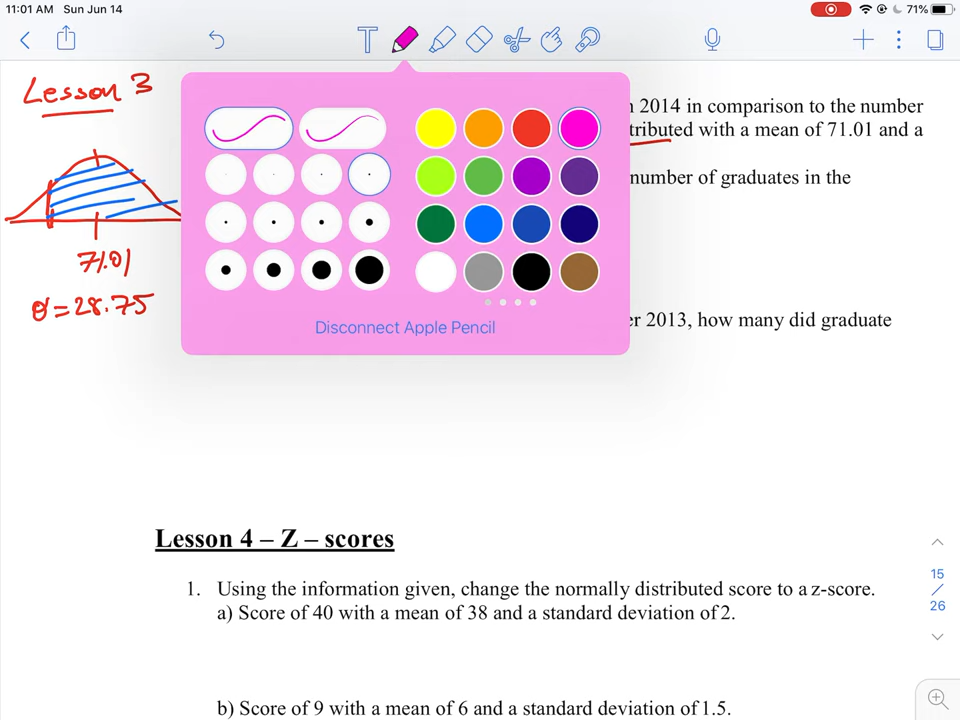 11:01 AM Sun Jun 14
71%
T
Lesson 3
n 2014 in comparison to the number
tributed with a mean of 71.01 and a
number of graduates in the
71.01
σ = 28.75
er 2013, how many did graduate
Disconnect Apple Pencil
Lesson 4 – Z – scores
1. Using the information given, change the normally distributed score to a z-score.
a) Score of 40 with a mean of 38 and a standard deviation of 2.
15
/
26
b) Score of 9 with a mean of 6 and a standard deviation of 1.5.